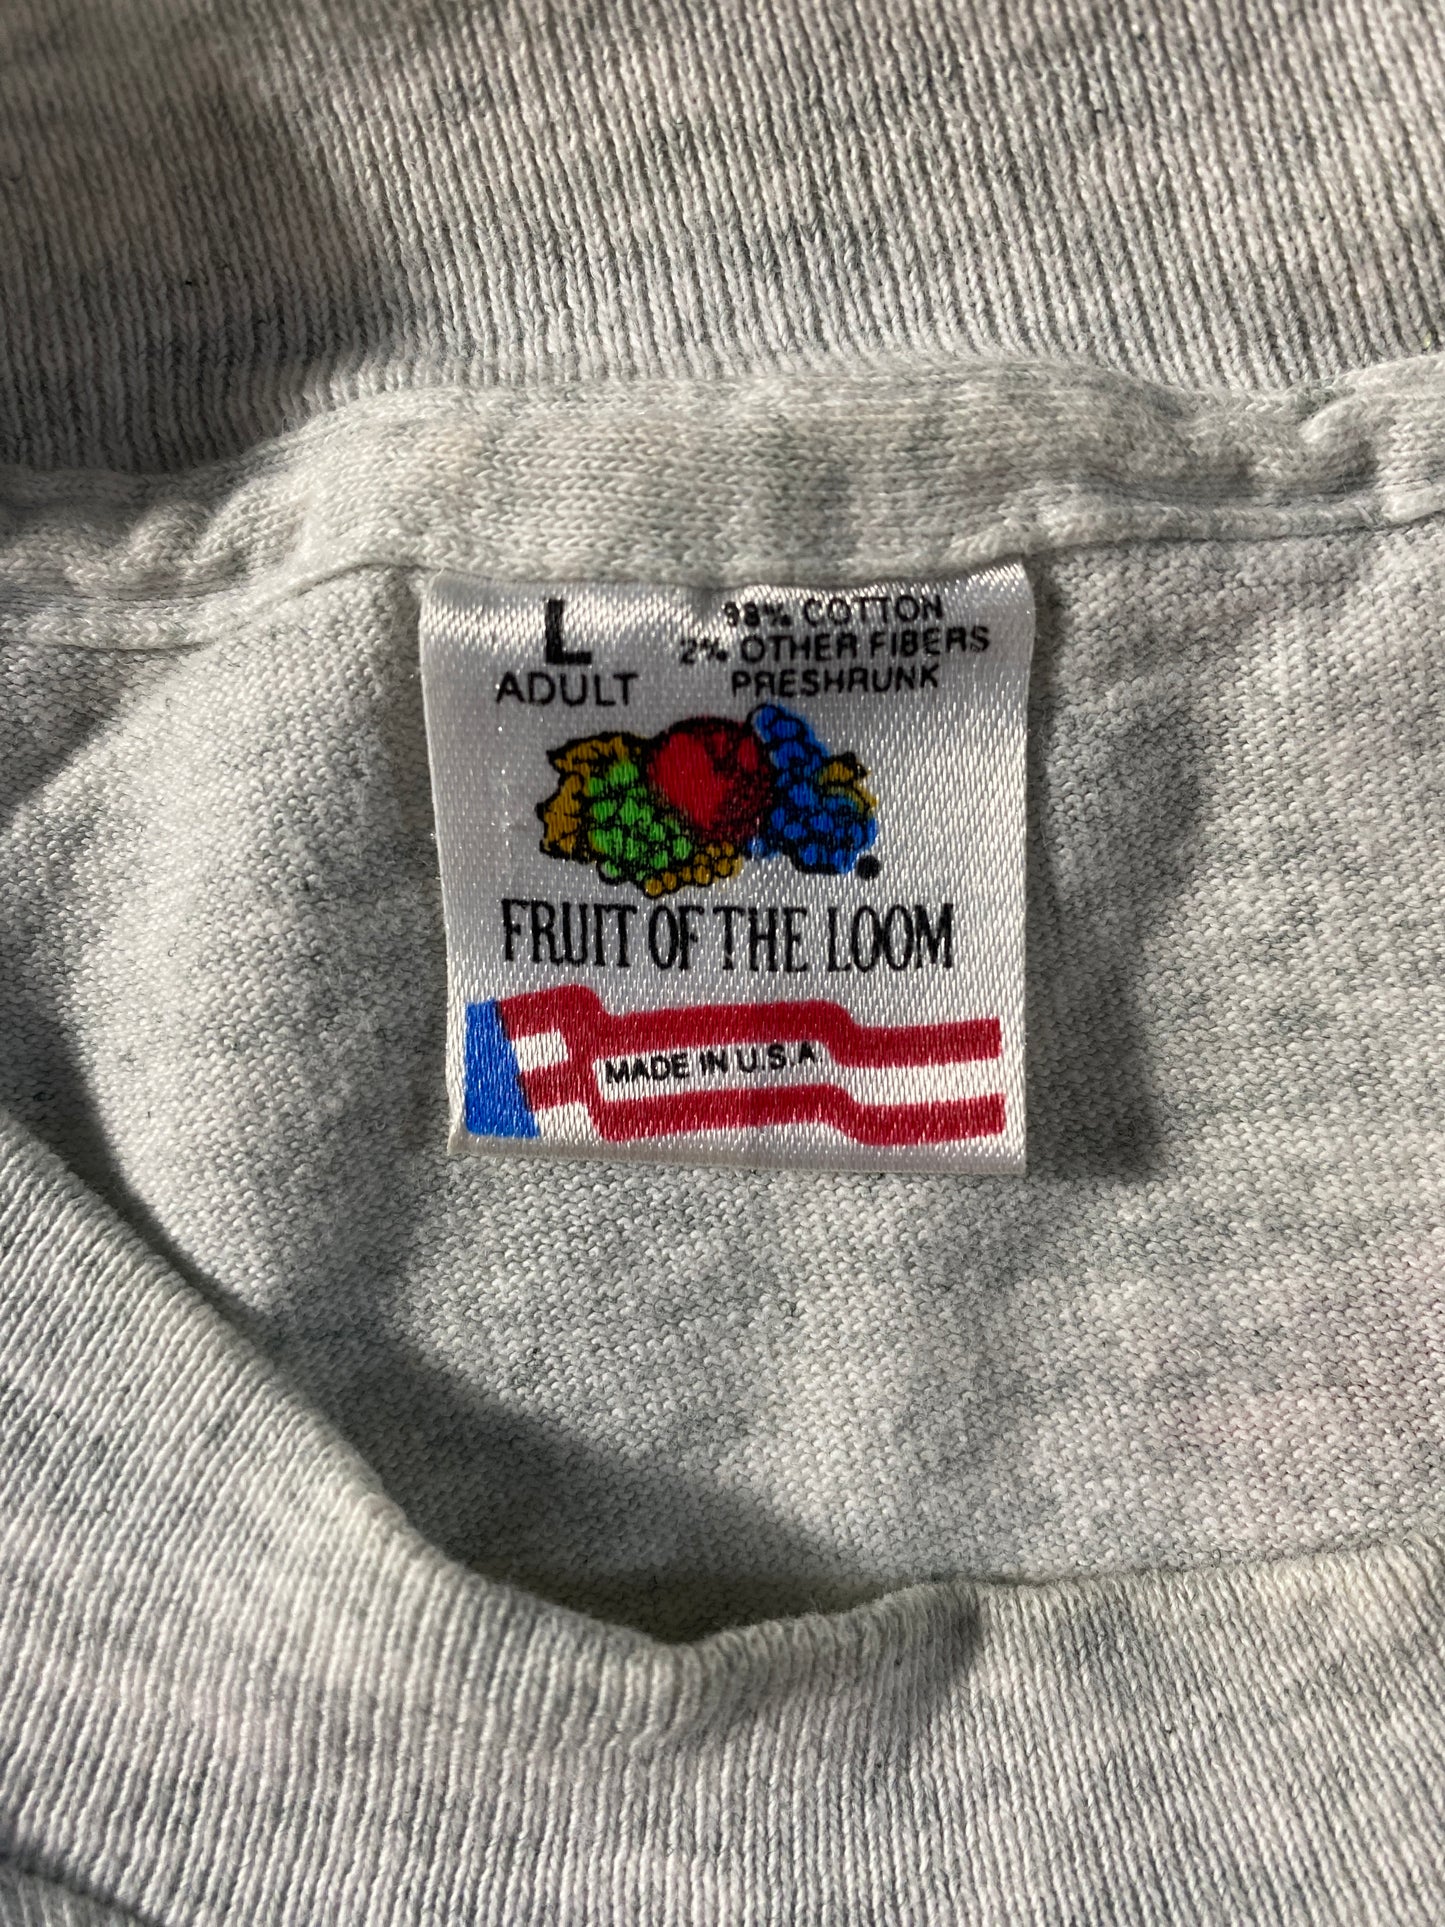 L
ADULT
98% COTTON
2% OTHER FIBERS
PRESHRUNK
FRUIT OF THE LOOM
MADE IN U.S.A.